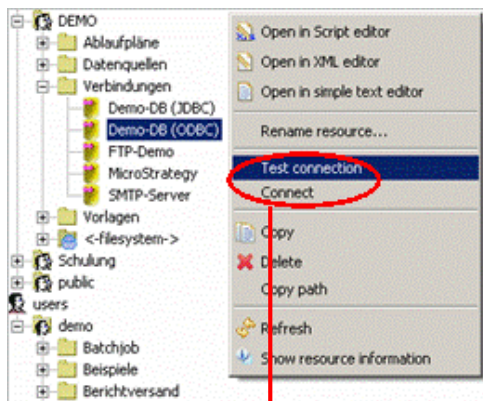 DEMO
Ablaufpläne
Datenquellen
Verbindungen
Demo-DB (JDBC)
Demo-DB (ODBC)
FTP-Demo
MicroStrategy
SMTP-Server
Vorlagen
<-filesystem->
Schulung
public
users
demo
Batchjob
Beispiele
Berichtversand
Open in Script editor
Open in XML editor
Open in simple text editor
Rename resource...
Test connection
Connect
Copy
Delete
Copy path
Refresh
Show resource information